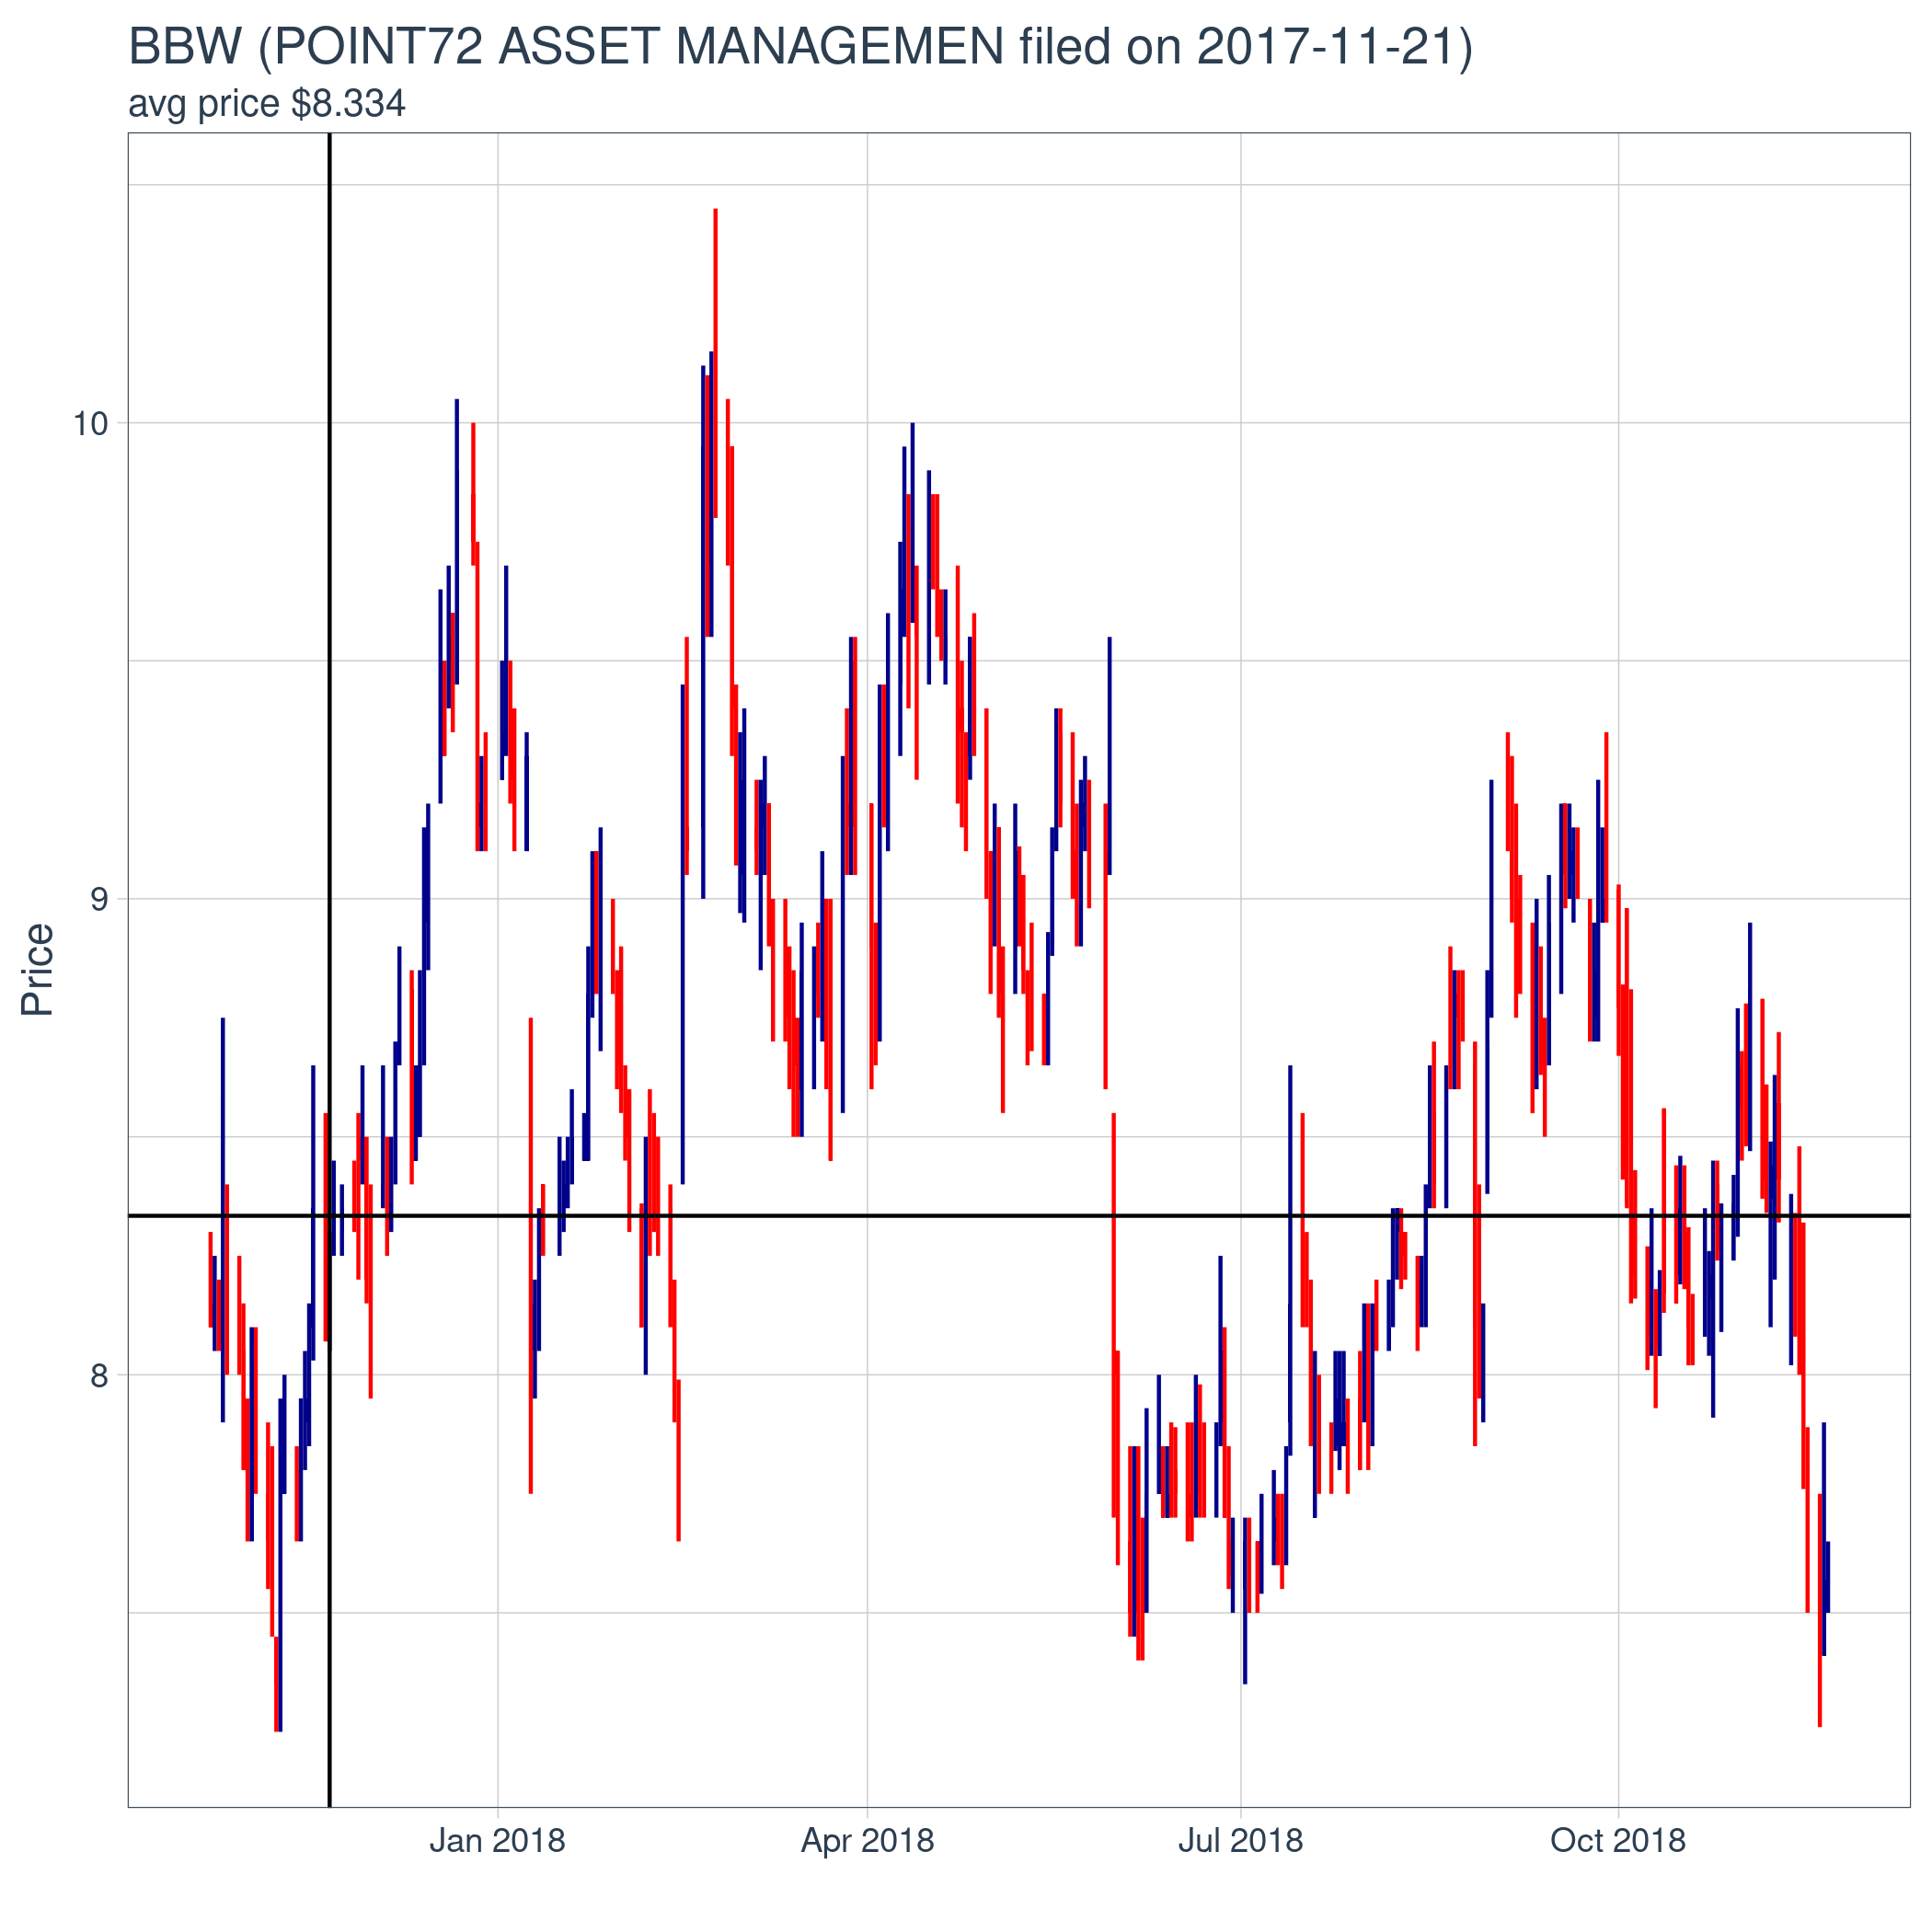 BBW (POINT72 ASSET MANAGEMEN filed on 2017-11-21)
avg price $8.334
10
9
8
Price
Jan 2018
Apr 2018
Jul 2018
Oct 2018